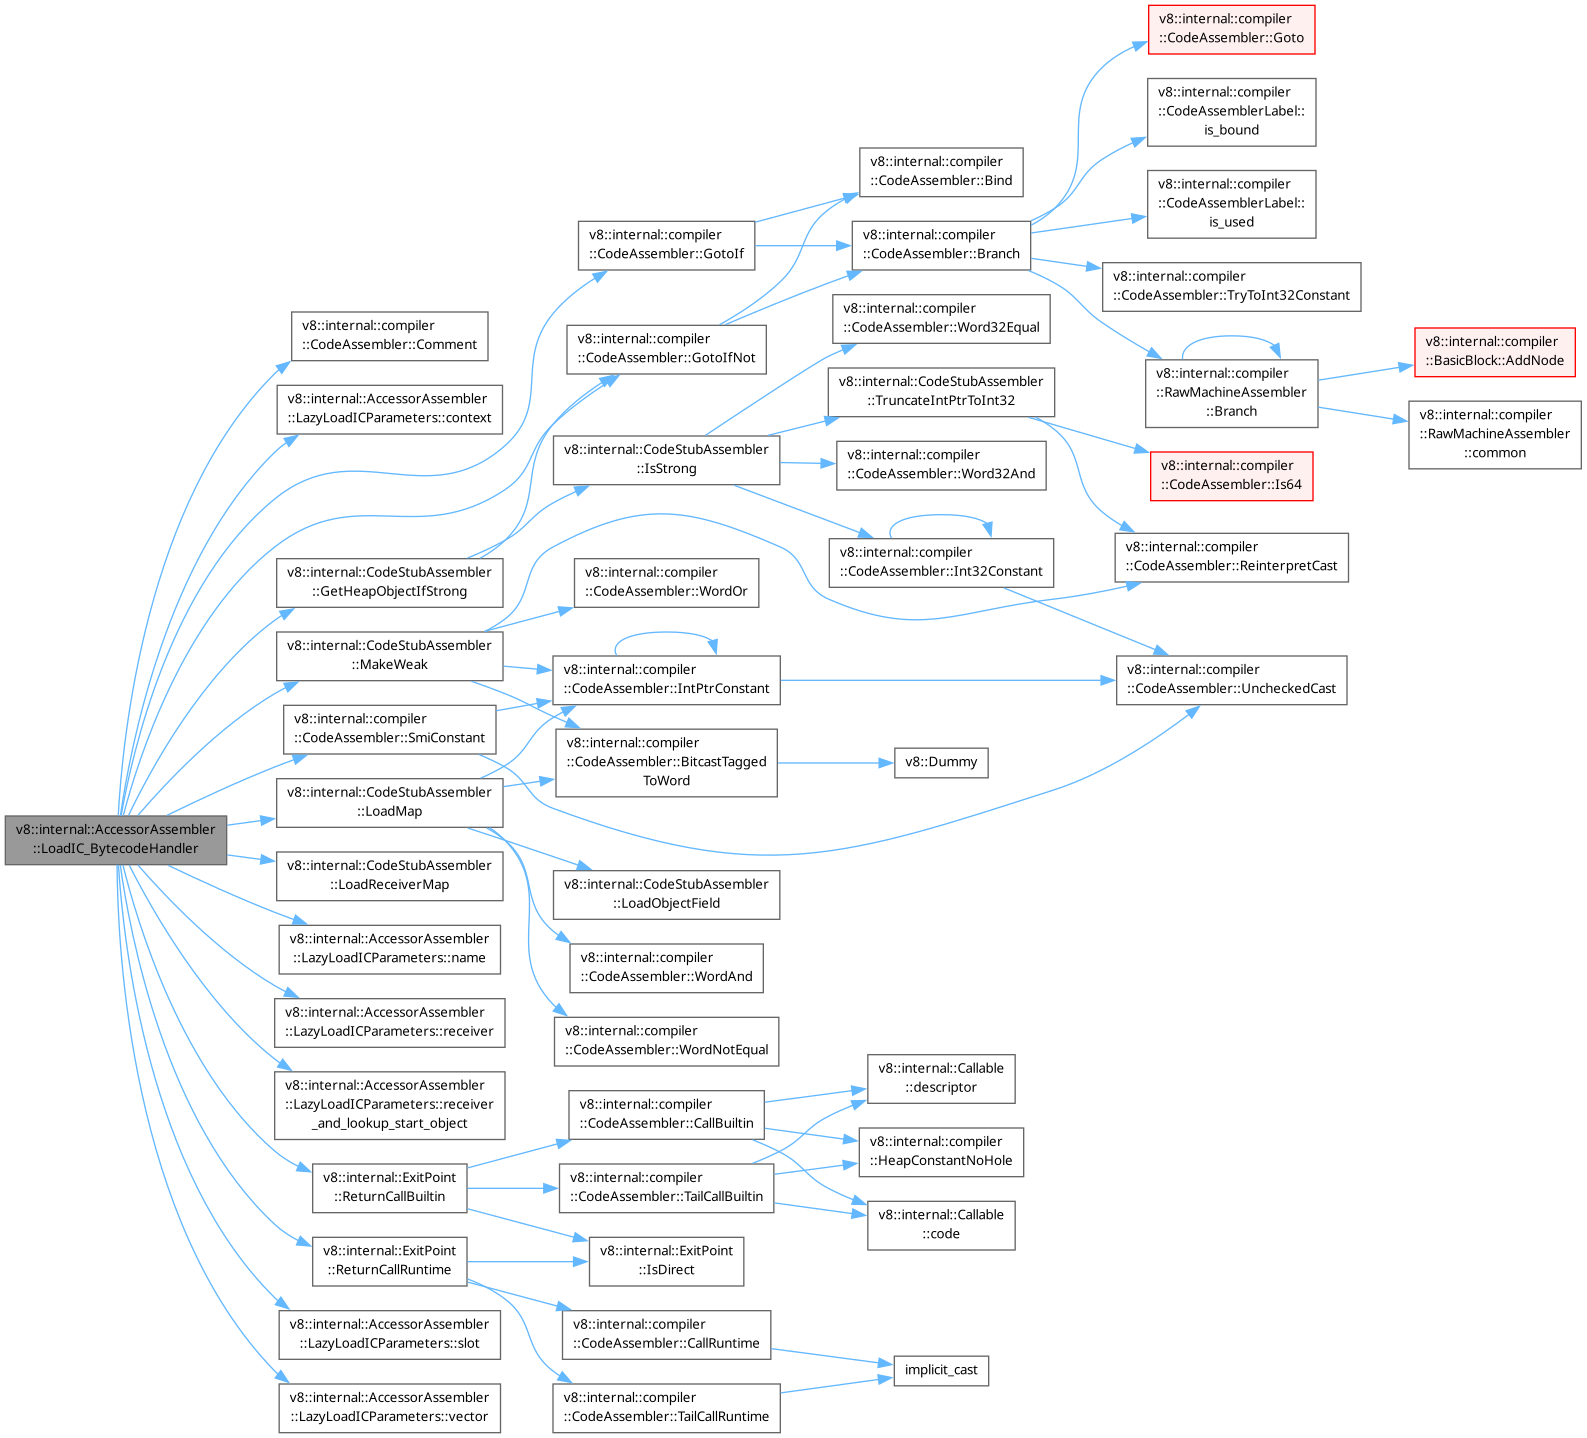 v8::internal::AccessorAssembler
::LoadIC_BytecodeHandler
v8::internal::compiler
::CodeAssembler::Comment
v8::internal::AccessorAssembler
::LazyLoadICParameters::context
v8::internal::CodeStubAssembler
::GetHeapObjectIfStrong
v8::internal::CodeStubAssembler
::MakeWeak
v8::internal::compiler
::CodeAssembler::SmiConstant
v8::internal::CodeStubAssembler
::LoadMap
v8::internal::CodeStubAssembler
::LoadReceiverMap
v8::internal::AccessorAssembler
::LazyLoadICParameters::name
v8::internal::AccessorAssembler
::LazyLoadICParameters::receiver
v8::internal::AccessorAssembler
::LazyLoadICParameters::receiver
_and_lookup_start_object
v8::internal::ExitPoint
::ReturnCallBuiltin
v8::internal::ExitPoint
::ReturnCallRuntime
v8::internal::AccessorAssembler
::LazyLoadICParameters::slot
v8::internal::AccessorAssembler
::LazyLoadICParameters::vector
v8::internal::compiler
::CodeAssembler::GotoIf
v8::internal::compiler
::CodeAssembler::GotoIfNot
v8::internal::CodeStubAssembler
::IsStrong
v8::internal::compiler
::CodeAssembler::WordOr
v8::internal::compiler
::CodeAssembler::IntPtrConstant
v8::internal::compiler
::CodeAssembler::BitcastTagged
ToWord
v8::internal::CodeStubAssembler
::LoadObjectField
v8::internal::compiler
::CodeAssembler::WordAnd
v8::internal::compiler
::CodeAssembler::WordNotEqual
v8::internal::compiler
::CodeAssembler::CallBuiltin
v8::internal::compiler
::CodeAssembler::TailCallBuiltin
v8::internal::ExitPoint
::IsDirect
v8::internal::compiler
::CodeAssembler::CallRuntime
v8::internal::compiler
::CodeAssembler::TailCallRuntime
v8::internal::compiler
::CodeAssembler::Bind
v8::internal::compiler
::CodeAssembler::Branch
v8::internal::compiler
::CodeAssembler::Word32Equal
v8::internal::CodeStubAssembler
::TruncateIntPtrToInt32
v8::internal::compiler
::CodeAssembler::Word32And
v8::internal::compiler
::CodeAssembler::Int32Constant
v8::Dummy
v8::internal::Callable
::descriptor
v8::internal::compiler
::HeapConstantNoHole
v8::internal::Callable
::code
implicit_cast
v8::internal::compiler
::CodeAssembler::Goto
v8::internal::compiler
::CodeAssemblerLabel::
is_bound
v8::internal::compiler
::CodeAssemblerLabel::
is_used
v8::internal::compiler
::CodeAssembler::TryToInt32Constant
v8::internal::compiler
::RawMachineAssembler
::Branch
v8::internal::compiler
::CodeAssembler::Is64
v8::internal::compiler
::CodeAssembler::ReinterpretCast
v8::internal::compiler
::CodeAssembler::UncheckedCast
v8::internal::compiler
::BasicBlock::AddNode
v8::internal::compiler
::RawMachineAssembler
::common